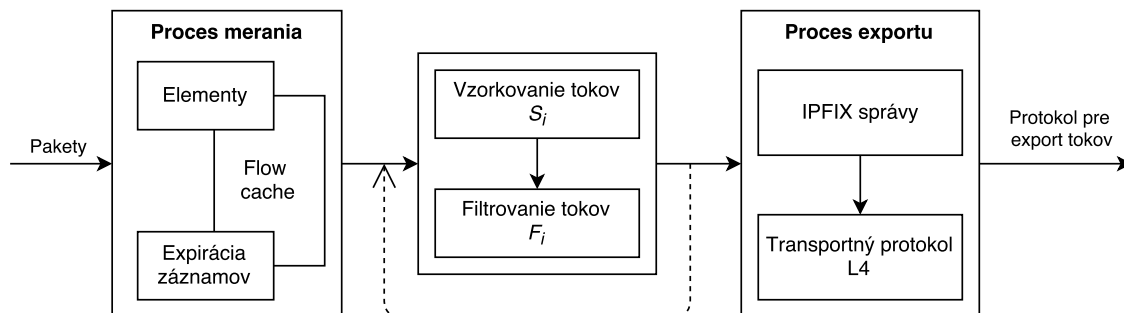 Pakety
Proces merania
Elementy
Flow
cache
Expirácia
záznamov
Vzorkovanie tokov
Si
Filtrovanie tokov
Fi
Proces exportu
IPFIX správy
Transportný protokol
L4
Protokol pre
export tokov